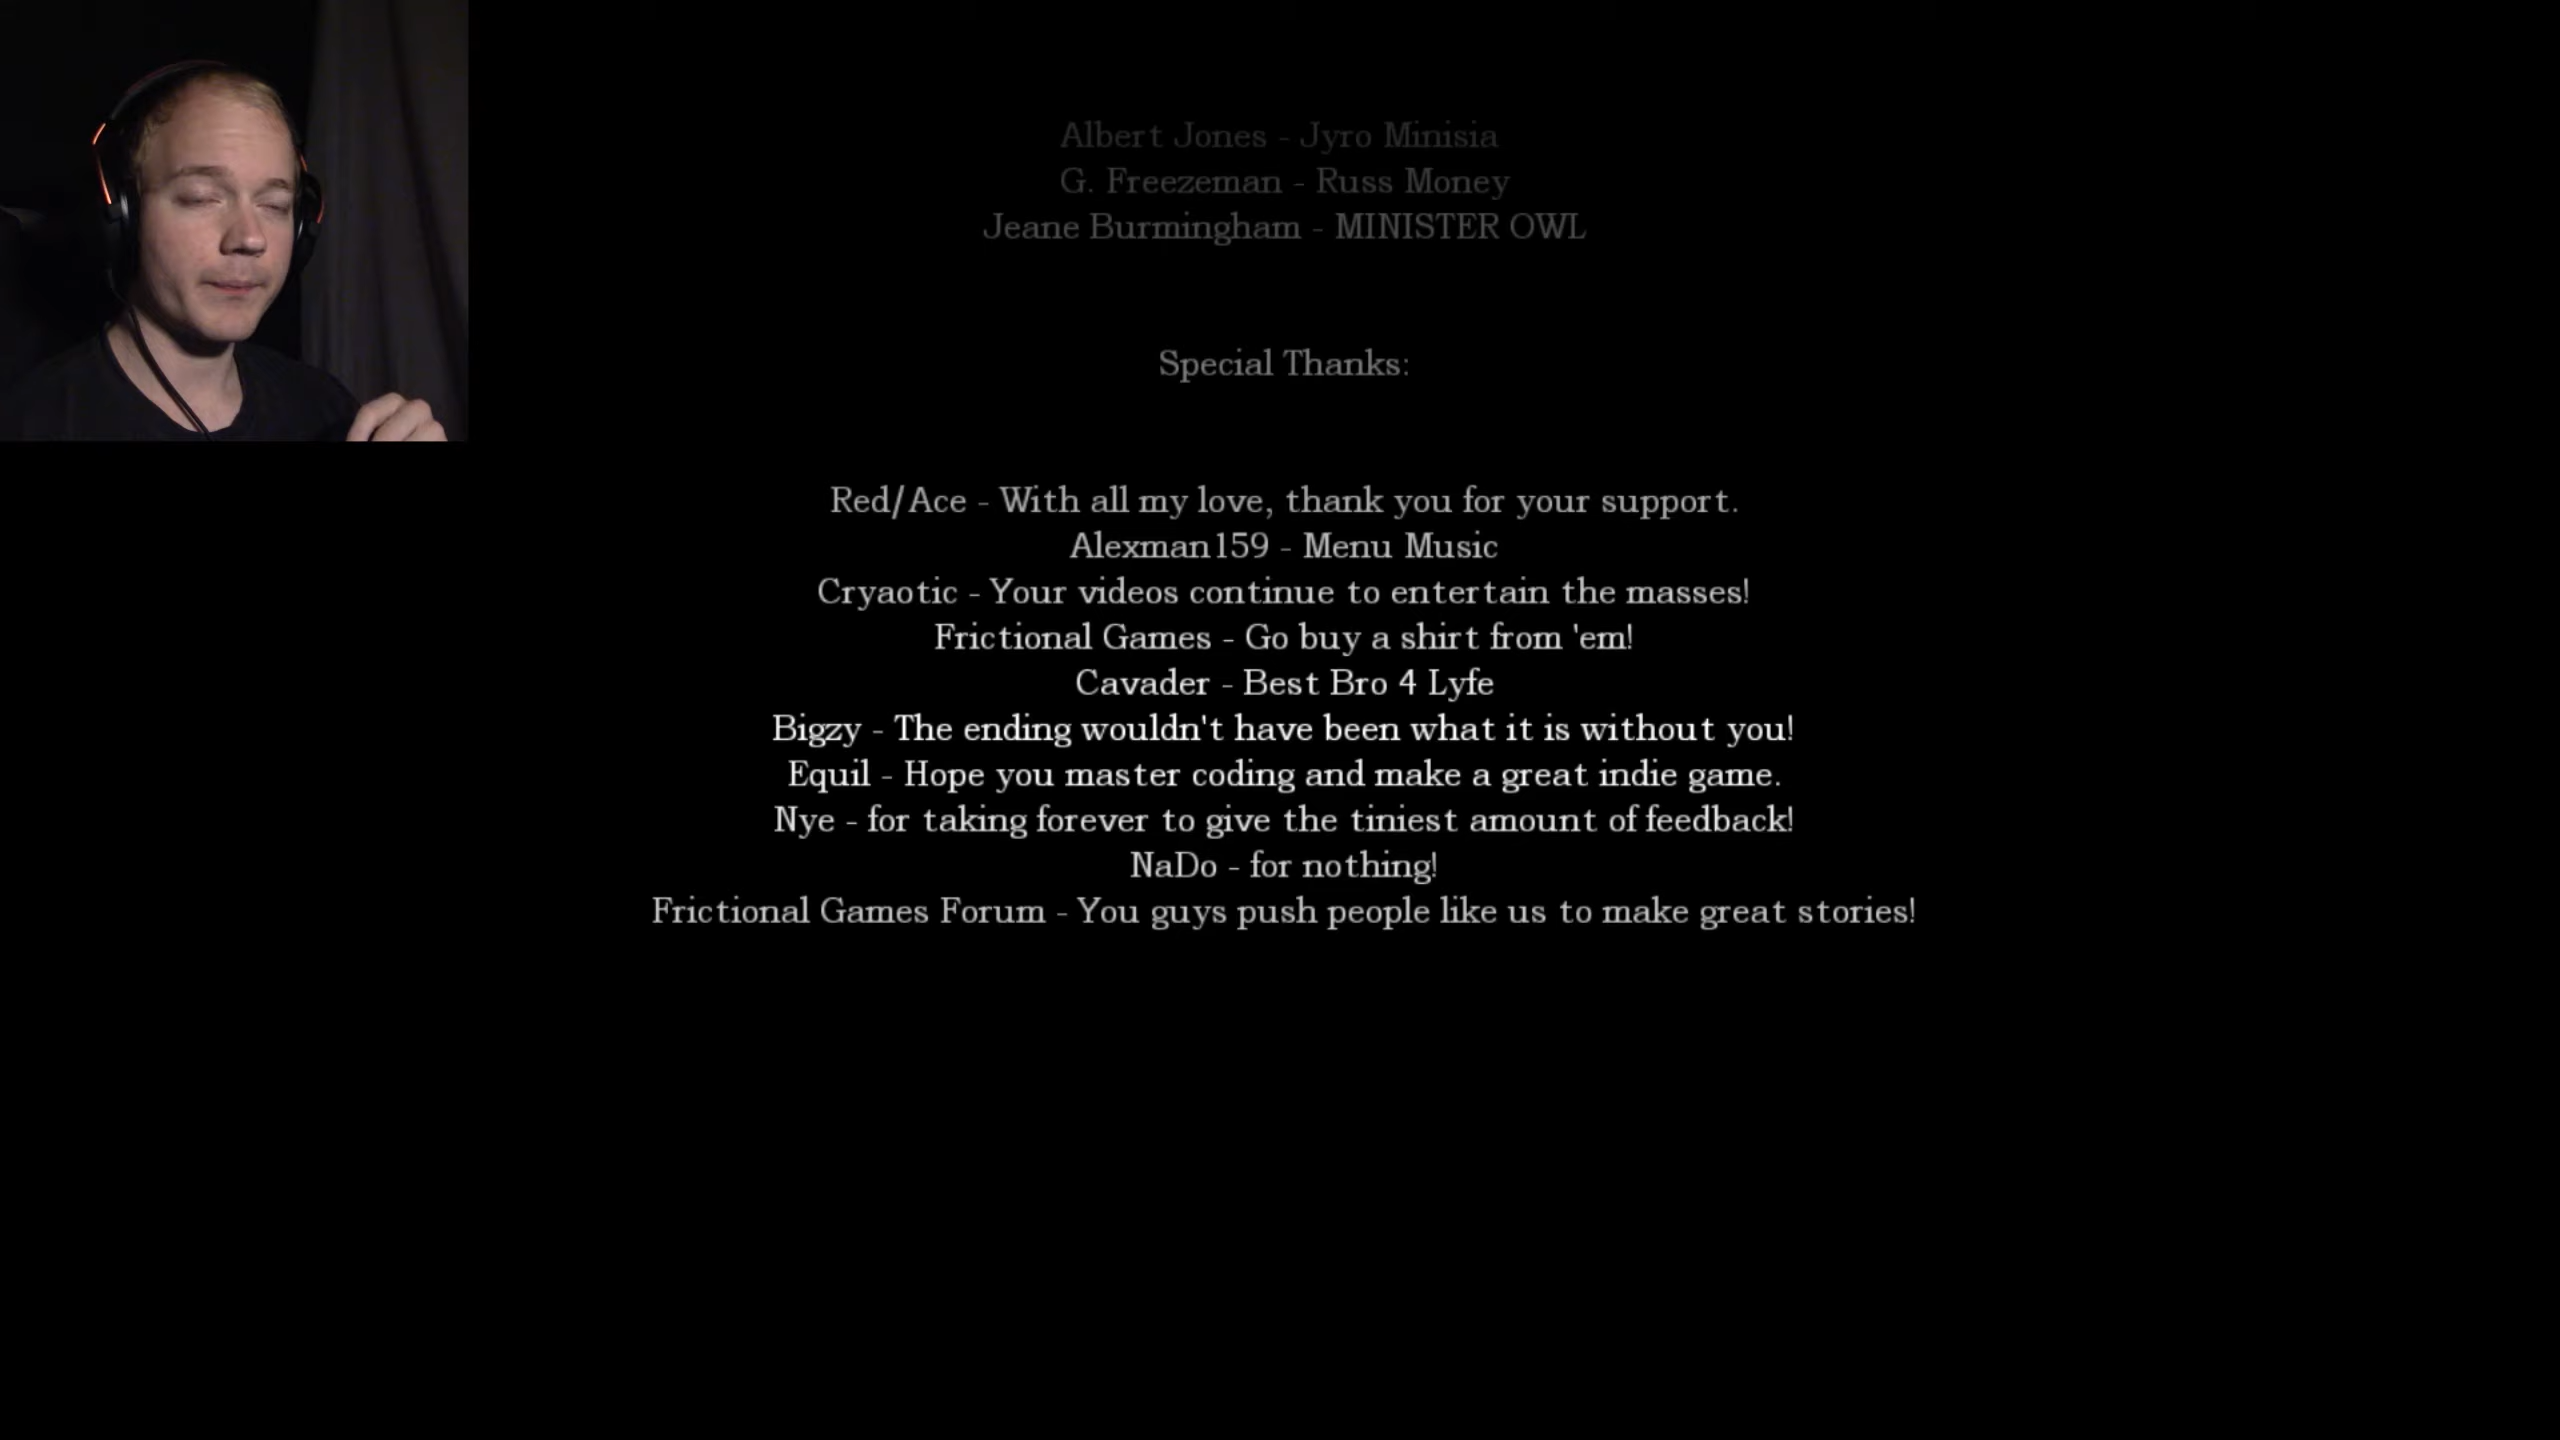 Albert Jones - Jyro Minisia
G. Freezeman - Russ Money
Jeane Burmingham - MINISTER OWL
Special Thanks:
Red/Ace - With all my love, thank you for your support.
Alexman159 - Menu Music
Cryaotic - Your videos continue to entertain the masses!
Frictional Games - Go buy a shirt from 'em!
Cavader - Best Bro 4 Lyfe
Bigzy - The ending wouldn't have been what it is without you!
Equil - Hope you master coding and make a great indie game.
Nye - for taking forever to give the tiniest amount of feedback!
NaDo - for nothing!
Frictional Games Forum - You guys push people like us to make great stories!